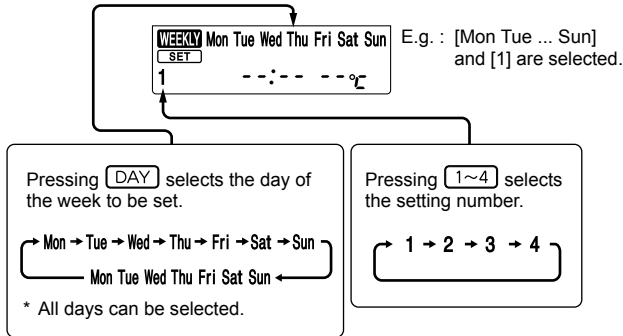 WEEKLY Mon Tue Wed Thu Fri Sat Sun
SET
1 --:-- --°C
E.g. : [Mon Tue ... Sun]
and [1] are selected.
Pressing DAY selects the day of
the week to be set.
Mon → Tue → Wed → Thu → Fri → Sat → Sun
Mon Tue Wed Thu Fri Sat Sun
* All days can be selected.
Pressing 1~4 selects
the setting number.
1 → 2 → 3 → 4